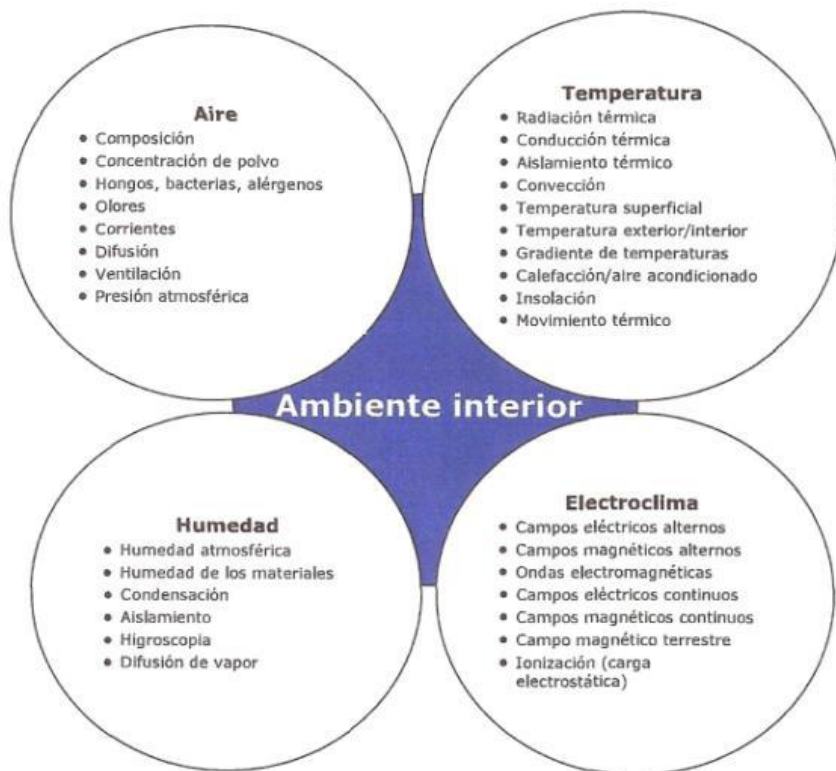 Aire
• Composición
• Concentración de polvo
• Hongos, bacterias, alérgenos
• Olores
• Corrientes
• Difusión
• Ventilación
• Presión atmosférica
Temperatura
• Radiación térmica
• Conducción térmica
• Aislamiento térmico
• Convección
• Temperatura superficial
• Temperatura exterior/interior
• Gradiente de temperaturas
• Calefacción/aire acondicionado
• Insolación
• Movimiento térmico
Ambiente interior
Humedad
• Humedad atmosférica
• Humedad de los materiales
• Condensación
• Aislamiento
• Higroscopia
• Difusión de vapor
Electroclima
• Campos eléctricos alternos
• Campos magnéticos alternos
• Ondas electromagnéticas
• Campos eléctricos continuos
• Campos magnéticos continuos
• Campo magnético terrestre
• Ionización (carga
electrostática)